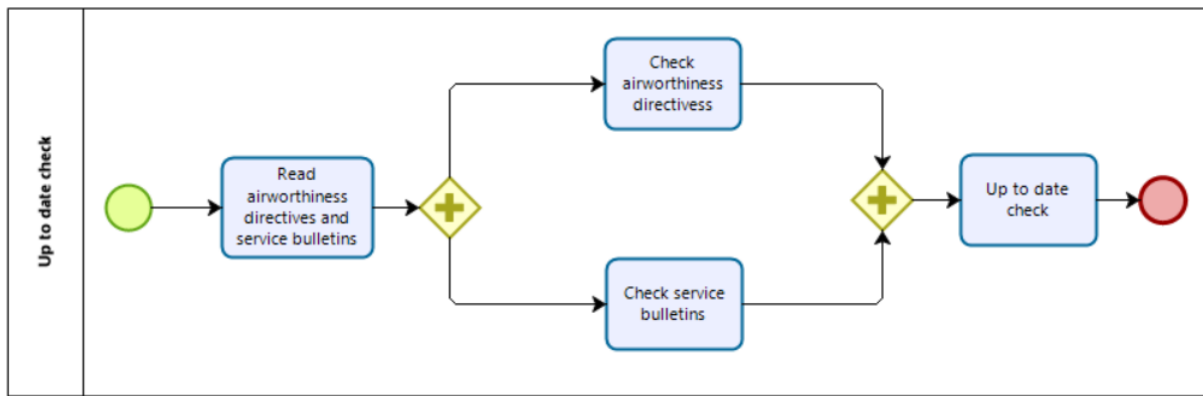 Up to date check
Read
airworthiness
directives and
service bulletins
Check
airworthiness
directivess
Check service
bulletins
Up to date
check